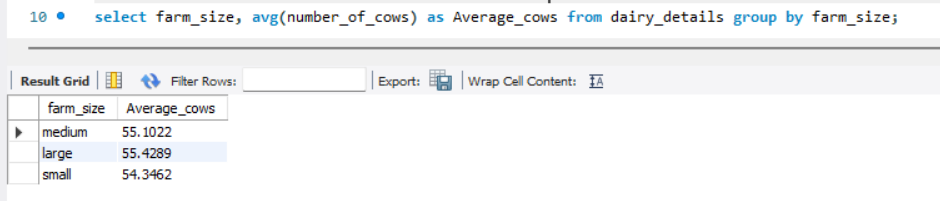 10 select farm_size, avg(number_of_cows) as Average_cows from dairy_details group by farm_size;
Result Grid Filter Rows: Export: Wrap Cell Content:
farm_size Average_cows
medium 55.1022
large 55.4289
small 54.3462